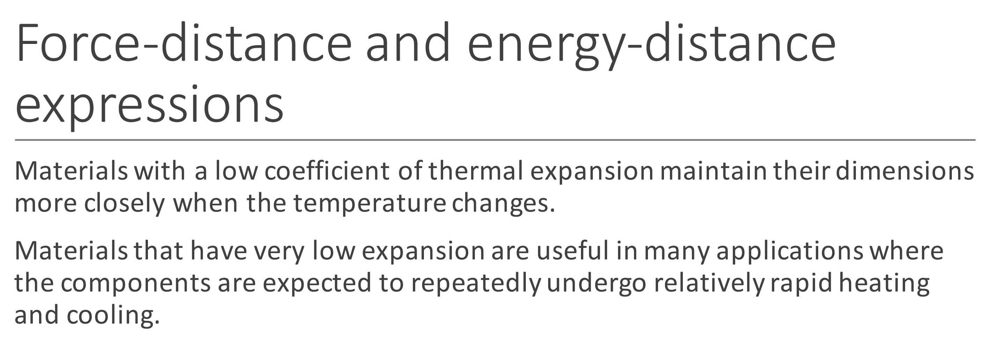 Force-distance and energy-distance
expressions
Materials with a low coefficient of thermal expansion maintain their dimensions
more closely when the temperature changes.
Materials that have very low expansion are useful in many applications where
the components are expected to repeatedly undergo relatively rapid heating
and cooling.